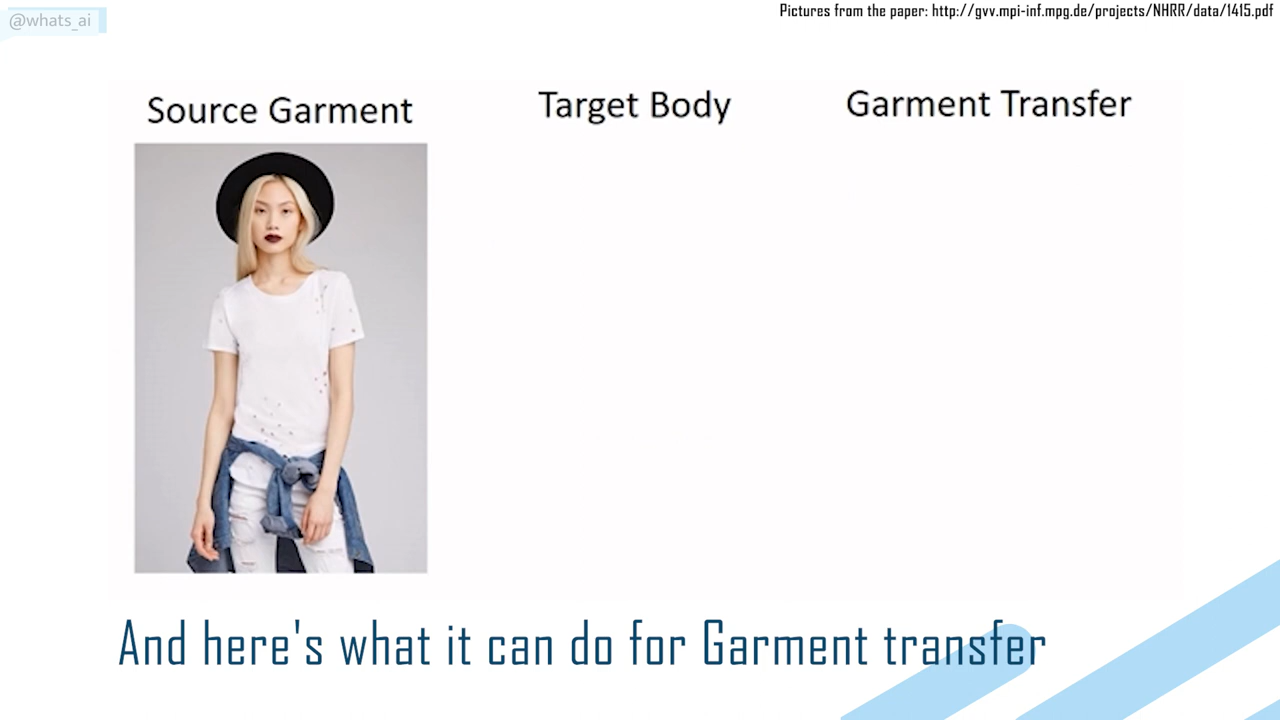 @whats_ai
Pictures from the paper: http://gvv.mpi-inf.mpg.de/projects/NHRR/data/1415.pdf
Source Garment
Target Body
Garment Transfer
And here's what it can do for Garment transfer